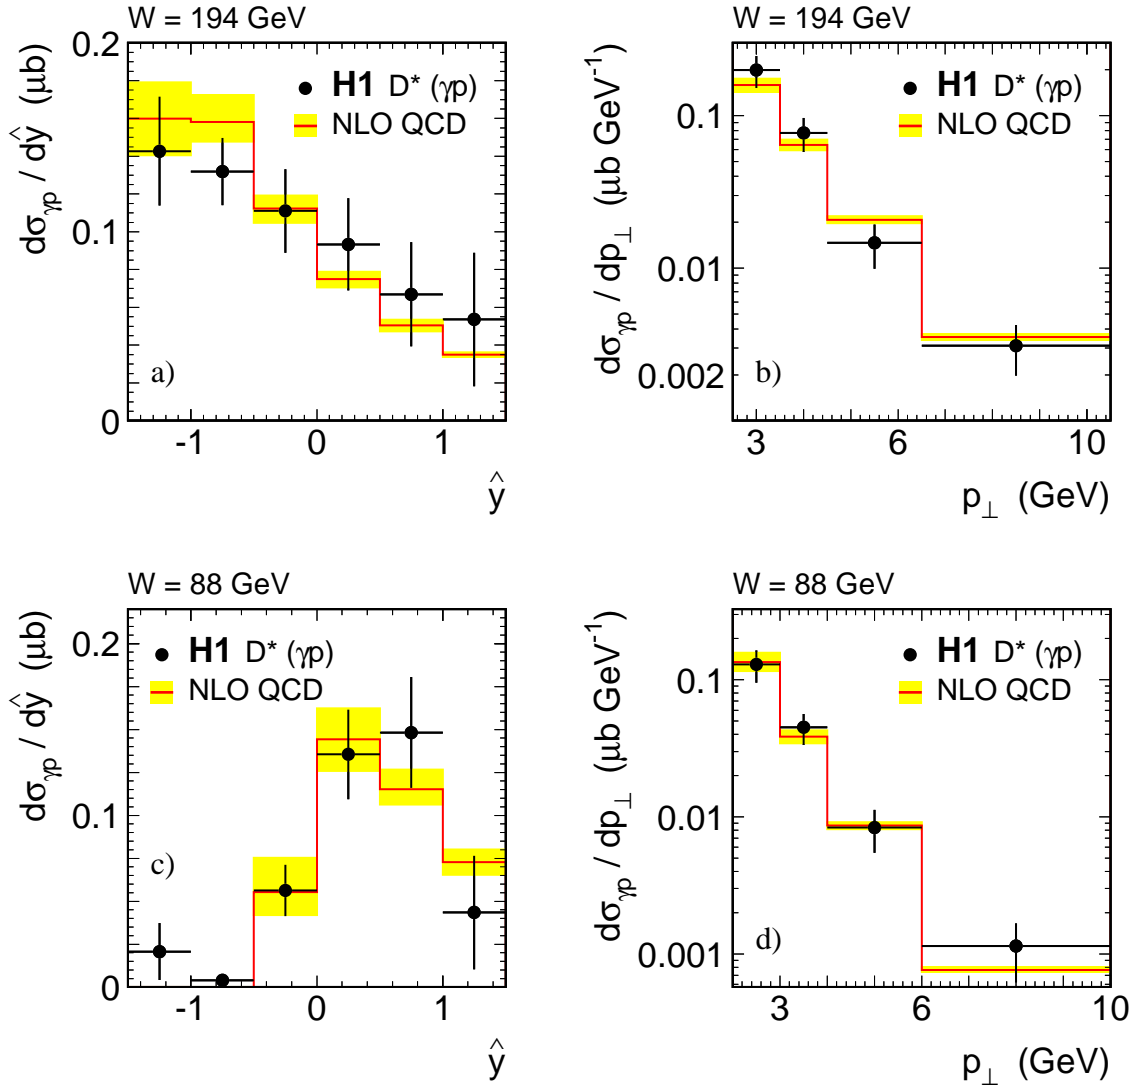 W = 194 GeV
dσγp / dŷ (μb)
0.2
0.1
0
H1 D* (γp)
NLO QCD
a)
-1 0 1
ŷ
W = 194 GeV
dσγp / dp⊥ (μb GeV-1)
0.1
0.01
0.002
H1 D* (γp)
NLO QCD
b)
3 6 10
p⊥ (GeV)
W = 88 GeV
dσγp / dŷ (μb)
0.2
0.1
0
H1 D* (γp)
NLO QCD
c)
-1 0 1
ŷ
W = 88 GeV
dσγp / dp⊥ (μb GeV-1)
0.1
0.01
0.001
H1 D* (γp)
NLO QCD
d)
3 6 10
p⊥ (GeV)